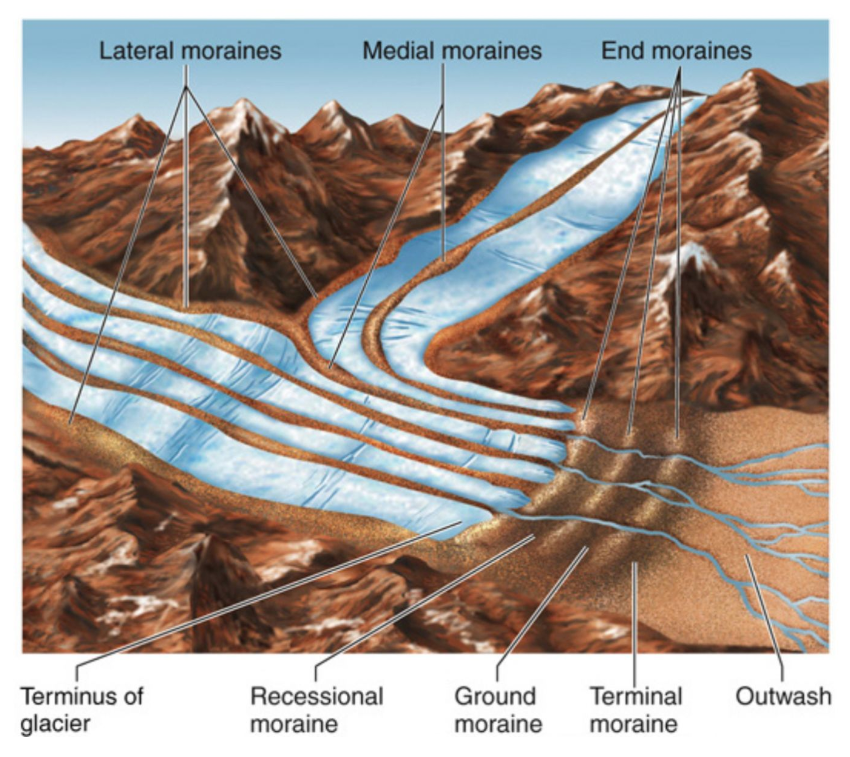 Lateral moraines
Medial moraines
End moraines
Terminus of
glacier
Recessional
moraine
Ground
moraine
Terminal
moraine
Outwash